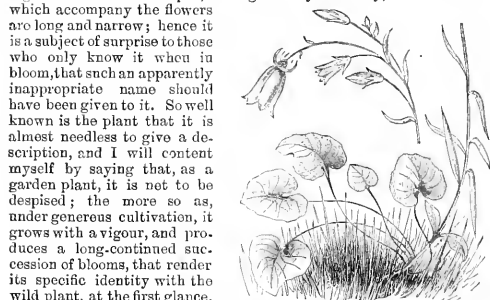 which accompany the flowers
are long and narrow; hence it
is a subject of surprise to those
who only know it when in
bloom, that such an apparently
inappropriate name should
have been given to it. So well
known is the plant that it is
almost needless to give a de-
scription, and I will content
myself by saying that, as a
garden plant, it is not to be
despised; the more so as,
under generous cultivation, it
grows with a vigour, and pro-
duces a long-continued suc-
cession of blooms, that render
its specific identity with the
wild plant, at the first glance,